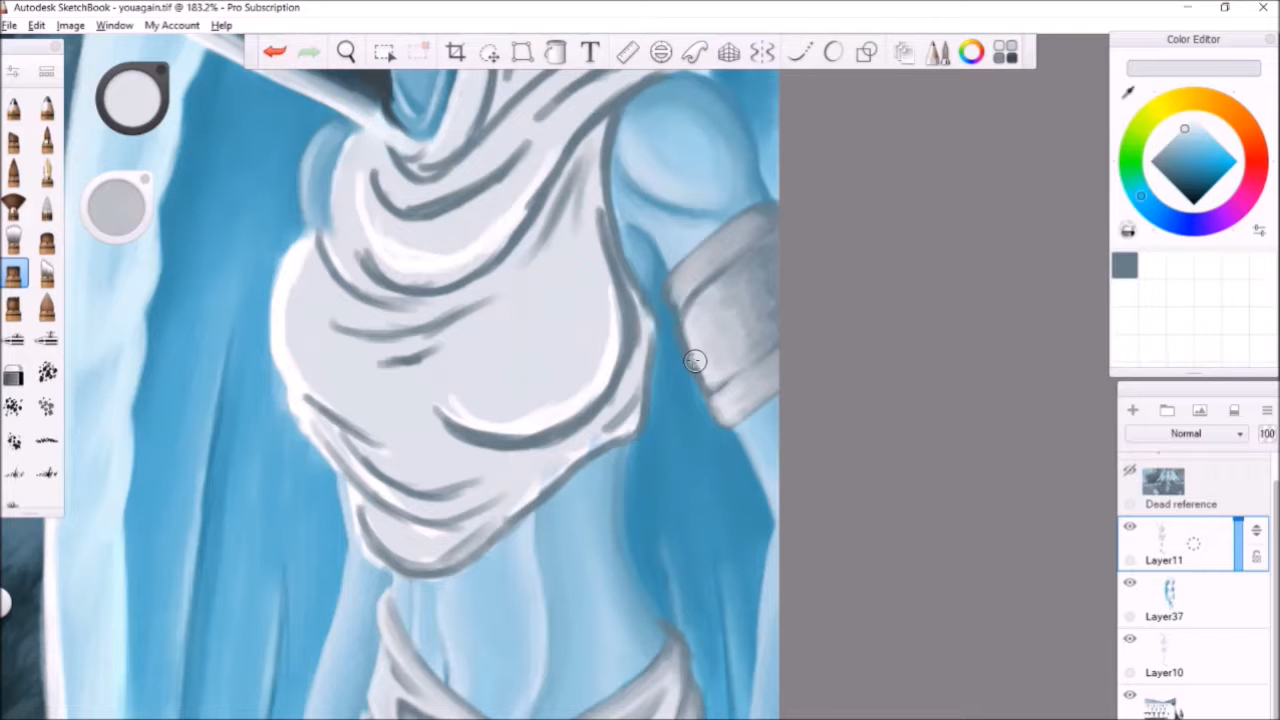 Autodesk SketchBook - youagain.tif @ 183.2% - Pro Subscription
File Edit Image Window My Account Help
T
Color Editor
Normal 100
Dead reference
Layer11
Layer37
Layer10